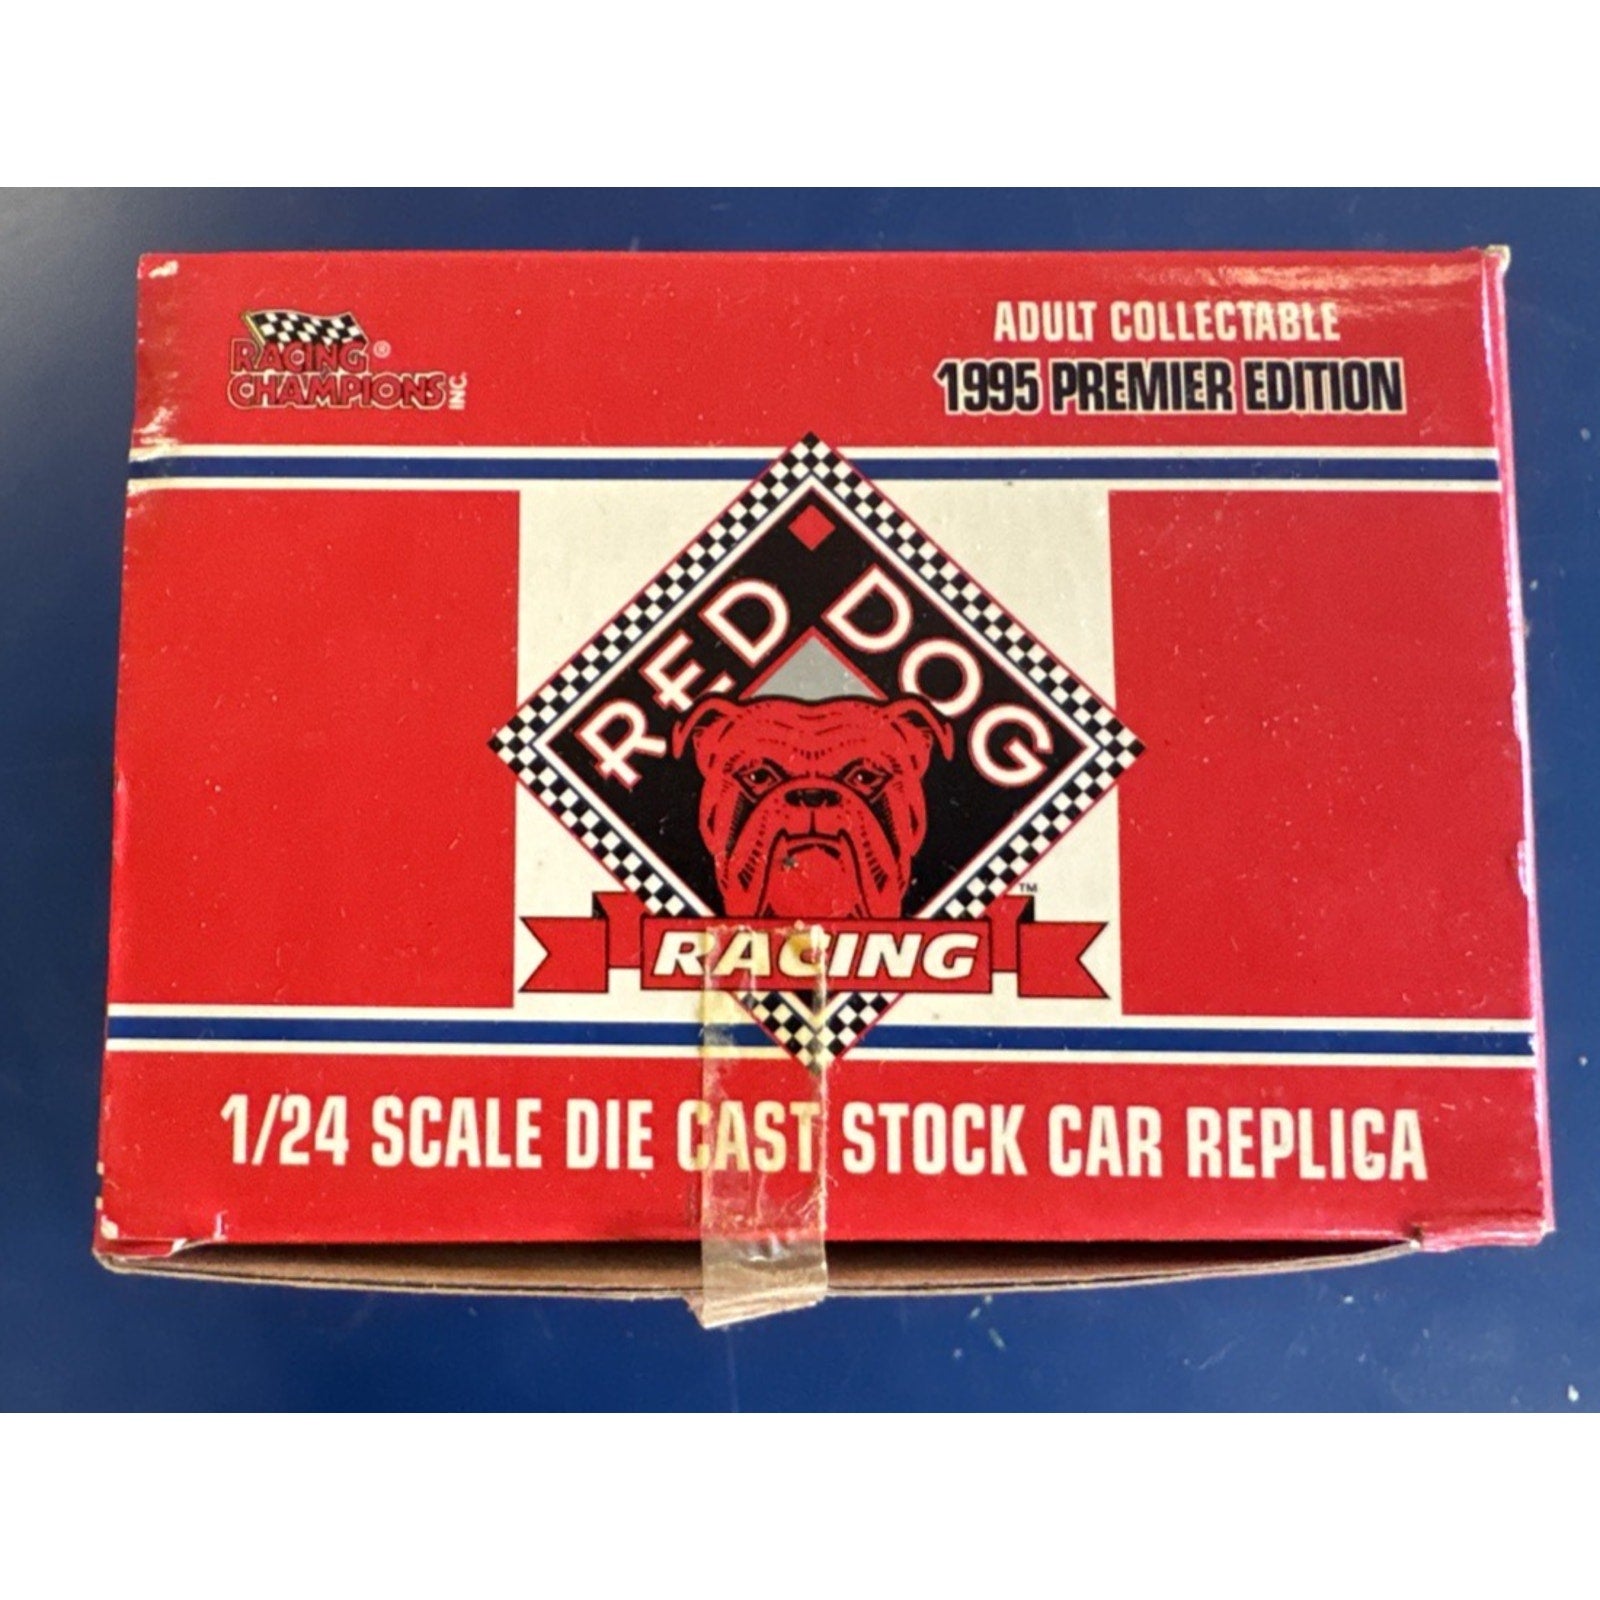 RACING®
CHAMPIONS INC.
ADULT COLLECTABLE
1995 PREMIER EDITION
RED DOG
TM
RACING
1/24 SCALE DIE CAST STOCK CAR REPLICA